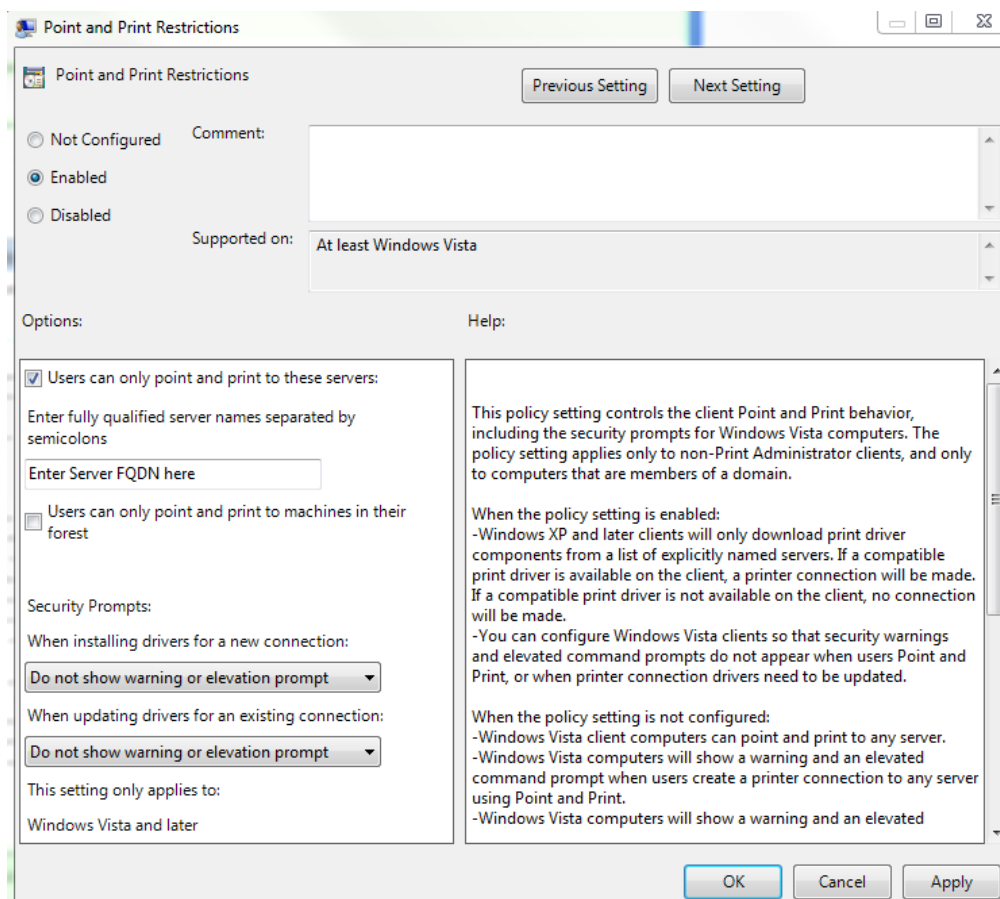 Point and Print Restrictions
Point and Print Restrictions
Previous Setting
Next Setting
Not Configured
Comment:
Enabled
Disabled
Supported on:
At least Windows Vista
Options:
Help:
Users can only point and print to these servers:
Enter fully qualified server names separated by
semicolons
Enter Server FQDN here
Users can only point and print to machines in their
forest
Security Prompts:
When installing drivers for a new connection:
Do not show warning or elevation prompt
When updating drivers for an existing connection:
Do not show warning or elevation prompt
This setting only applies to:
Windows Vista and later
This policy setting controls the client Point and Print behavior,
including the security prompts for Windows Vista computers. The
policy setting applies only to non-Print Administrator clients, and only
to computers that are members of a domain.
When the policy setting is enabled:
-Windows XP and later clients will only download print driver
components from a list of explicitly named servers. If a compatible
print driver is available on the client, a printer connection will be made.
If a compatible print driver is not available on the client, no connection
will be made.
-You can configure Windows Vista clients so that security warnings
and elevated command prompts do not appear when users Point and
Print, or when printer connection drivers need to be updated.
When the policy setting is not configured:
-Windows Vista client computers can point and print to any server.
-Windows Vista computers will show a warning and an elevated
command prompt when users create a printer connection to any server
using Point and Print.
-Windows Vista computers will show a warning and an elevated
OK
Cancel
Apply